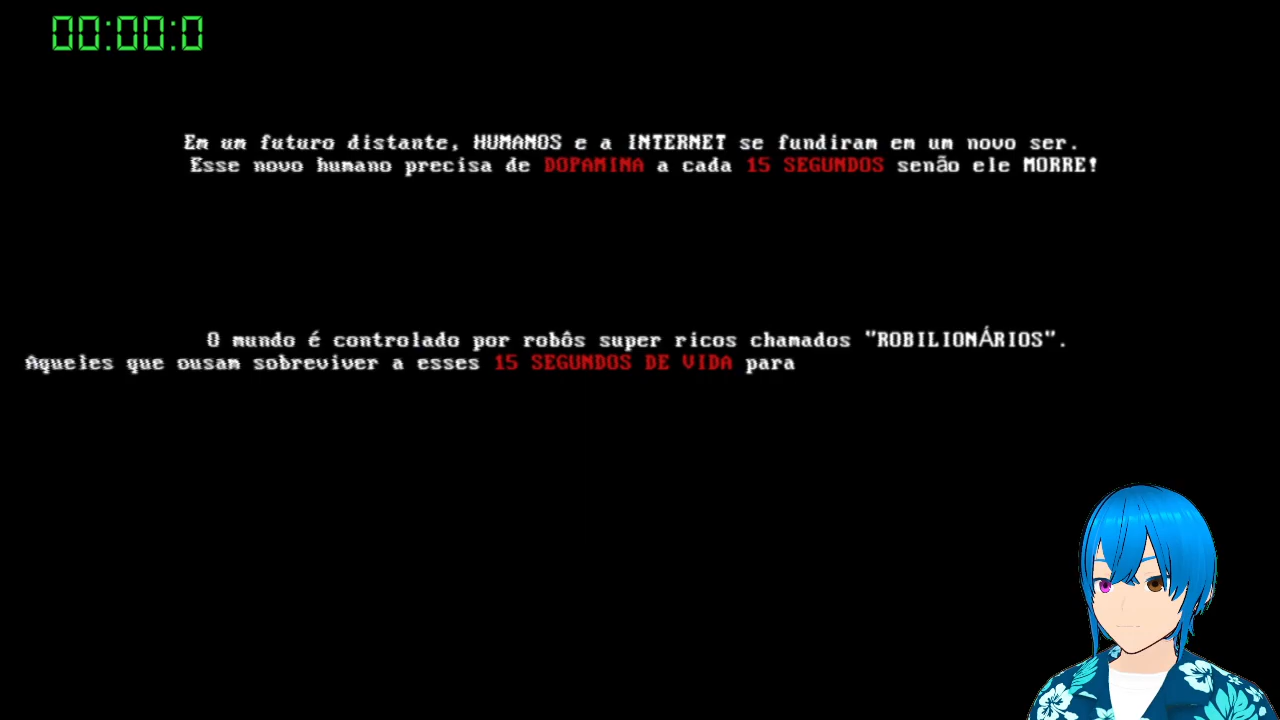 00:00:0
Em um futuro distante, HUMANOS e a INTERNET se fundiram em um novo ser.
Esse novo humano precisa de DOPAMINA a cada 15 SEGUNDOS senão ele MORRE!
O mundo é controlado por robôs super ricos chamados "ROBILIONÁRIOS".
Aqueles que ousam sobreviver a esses 15 SEGUNDOS DE VIDA para